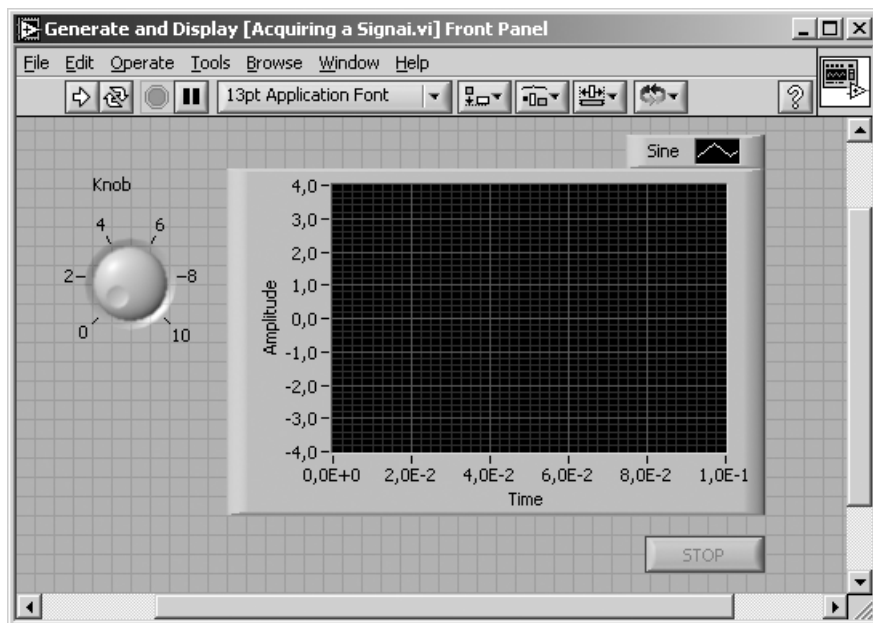 Generate and Display [Acquiring a Signai.vi] Front Panel
File Edit Operate Tools Browse Window Help
13pt Application Font
?
Sine
Knob
0 2 4 6 8 10
Amplitude
4,0
3,0
2,0
1,0
0,0
-1,0
-2,0
-3,0
-4,0
0,0E+0 2,0E-2 4,0E-2 6,0E-2 8,0E-2 1,0E-1
Time
STOP